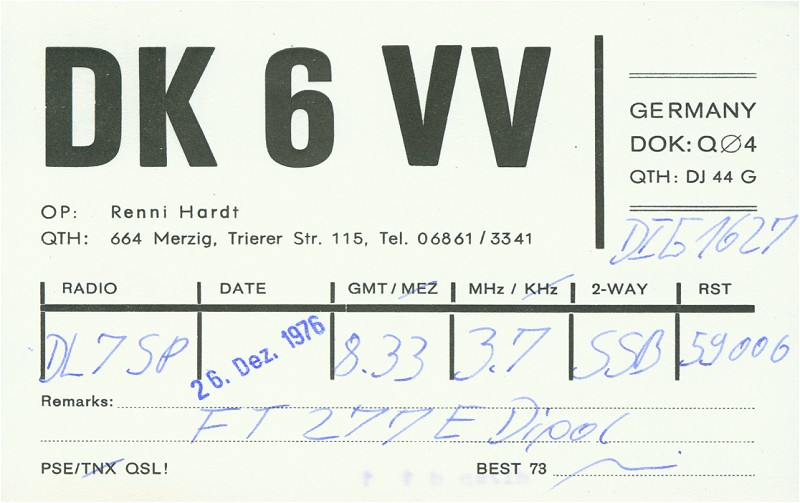 DK 6 VV
GERMANY
DOK: QØ4
QTH: DJ 44 G
DIG 1627
OP: Renni Hardt
QTH: 664 Merzig, Trierer Str. 115, Tel. 06861/3341
RADIO DATE GMT/MEZ MHz/KHz 2-WAY RST
DL7SP 26. Dez. 1976 8.33 3.7 SSB 59006
Remarks: FT 277E Dipol
PSE/TNX QSL! BEST 73